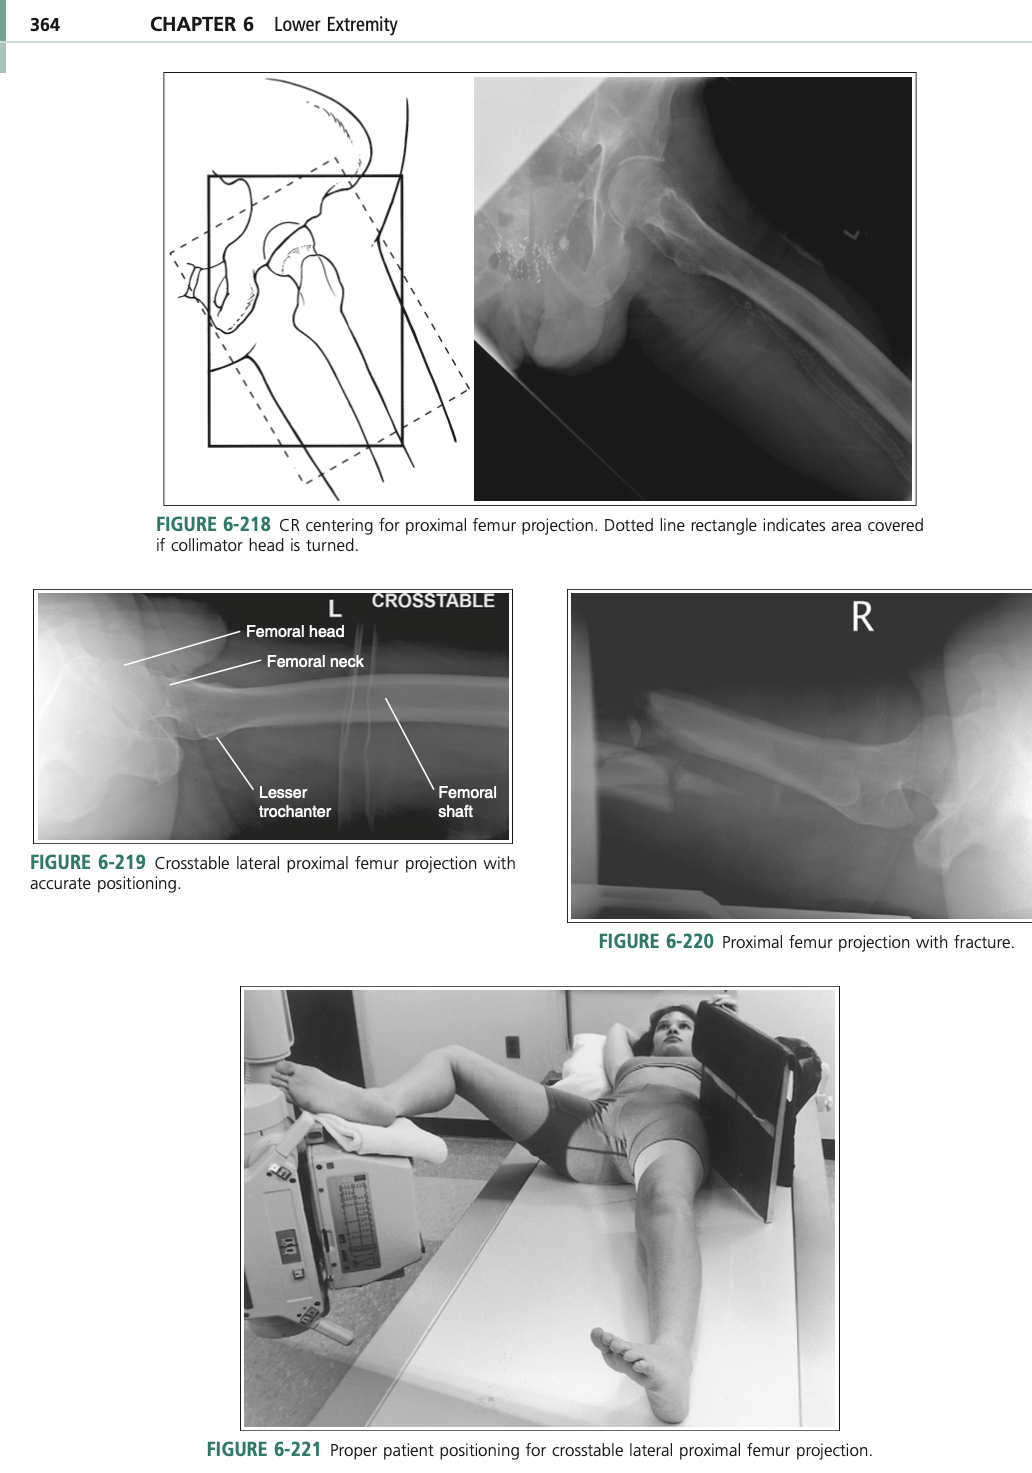 364 CHAPTER 6 Lower Extremity
FIGURE 6-218 CR centering for proximal femur projection. Dotted line rectangle indicates area covered
if collimator head is turned.
L CROSSTABLE
Femoral head
Femoral neck
Lesser
trochanter
Femoral
shaft
FIGURE 6-219 Crosstable lateral proximal femur projection with
accurate positioning.
R
FIGURE 6-220 Proximal femur projection with fracture.
FIGURE 6-221 Proper patient positioning for crosstable lateral proximal femur projection.